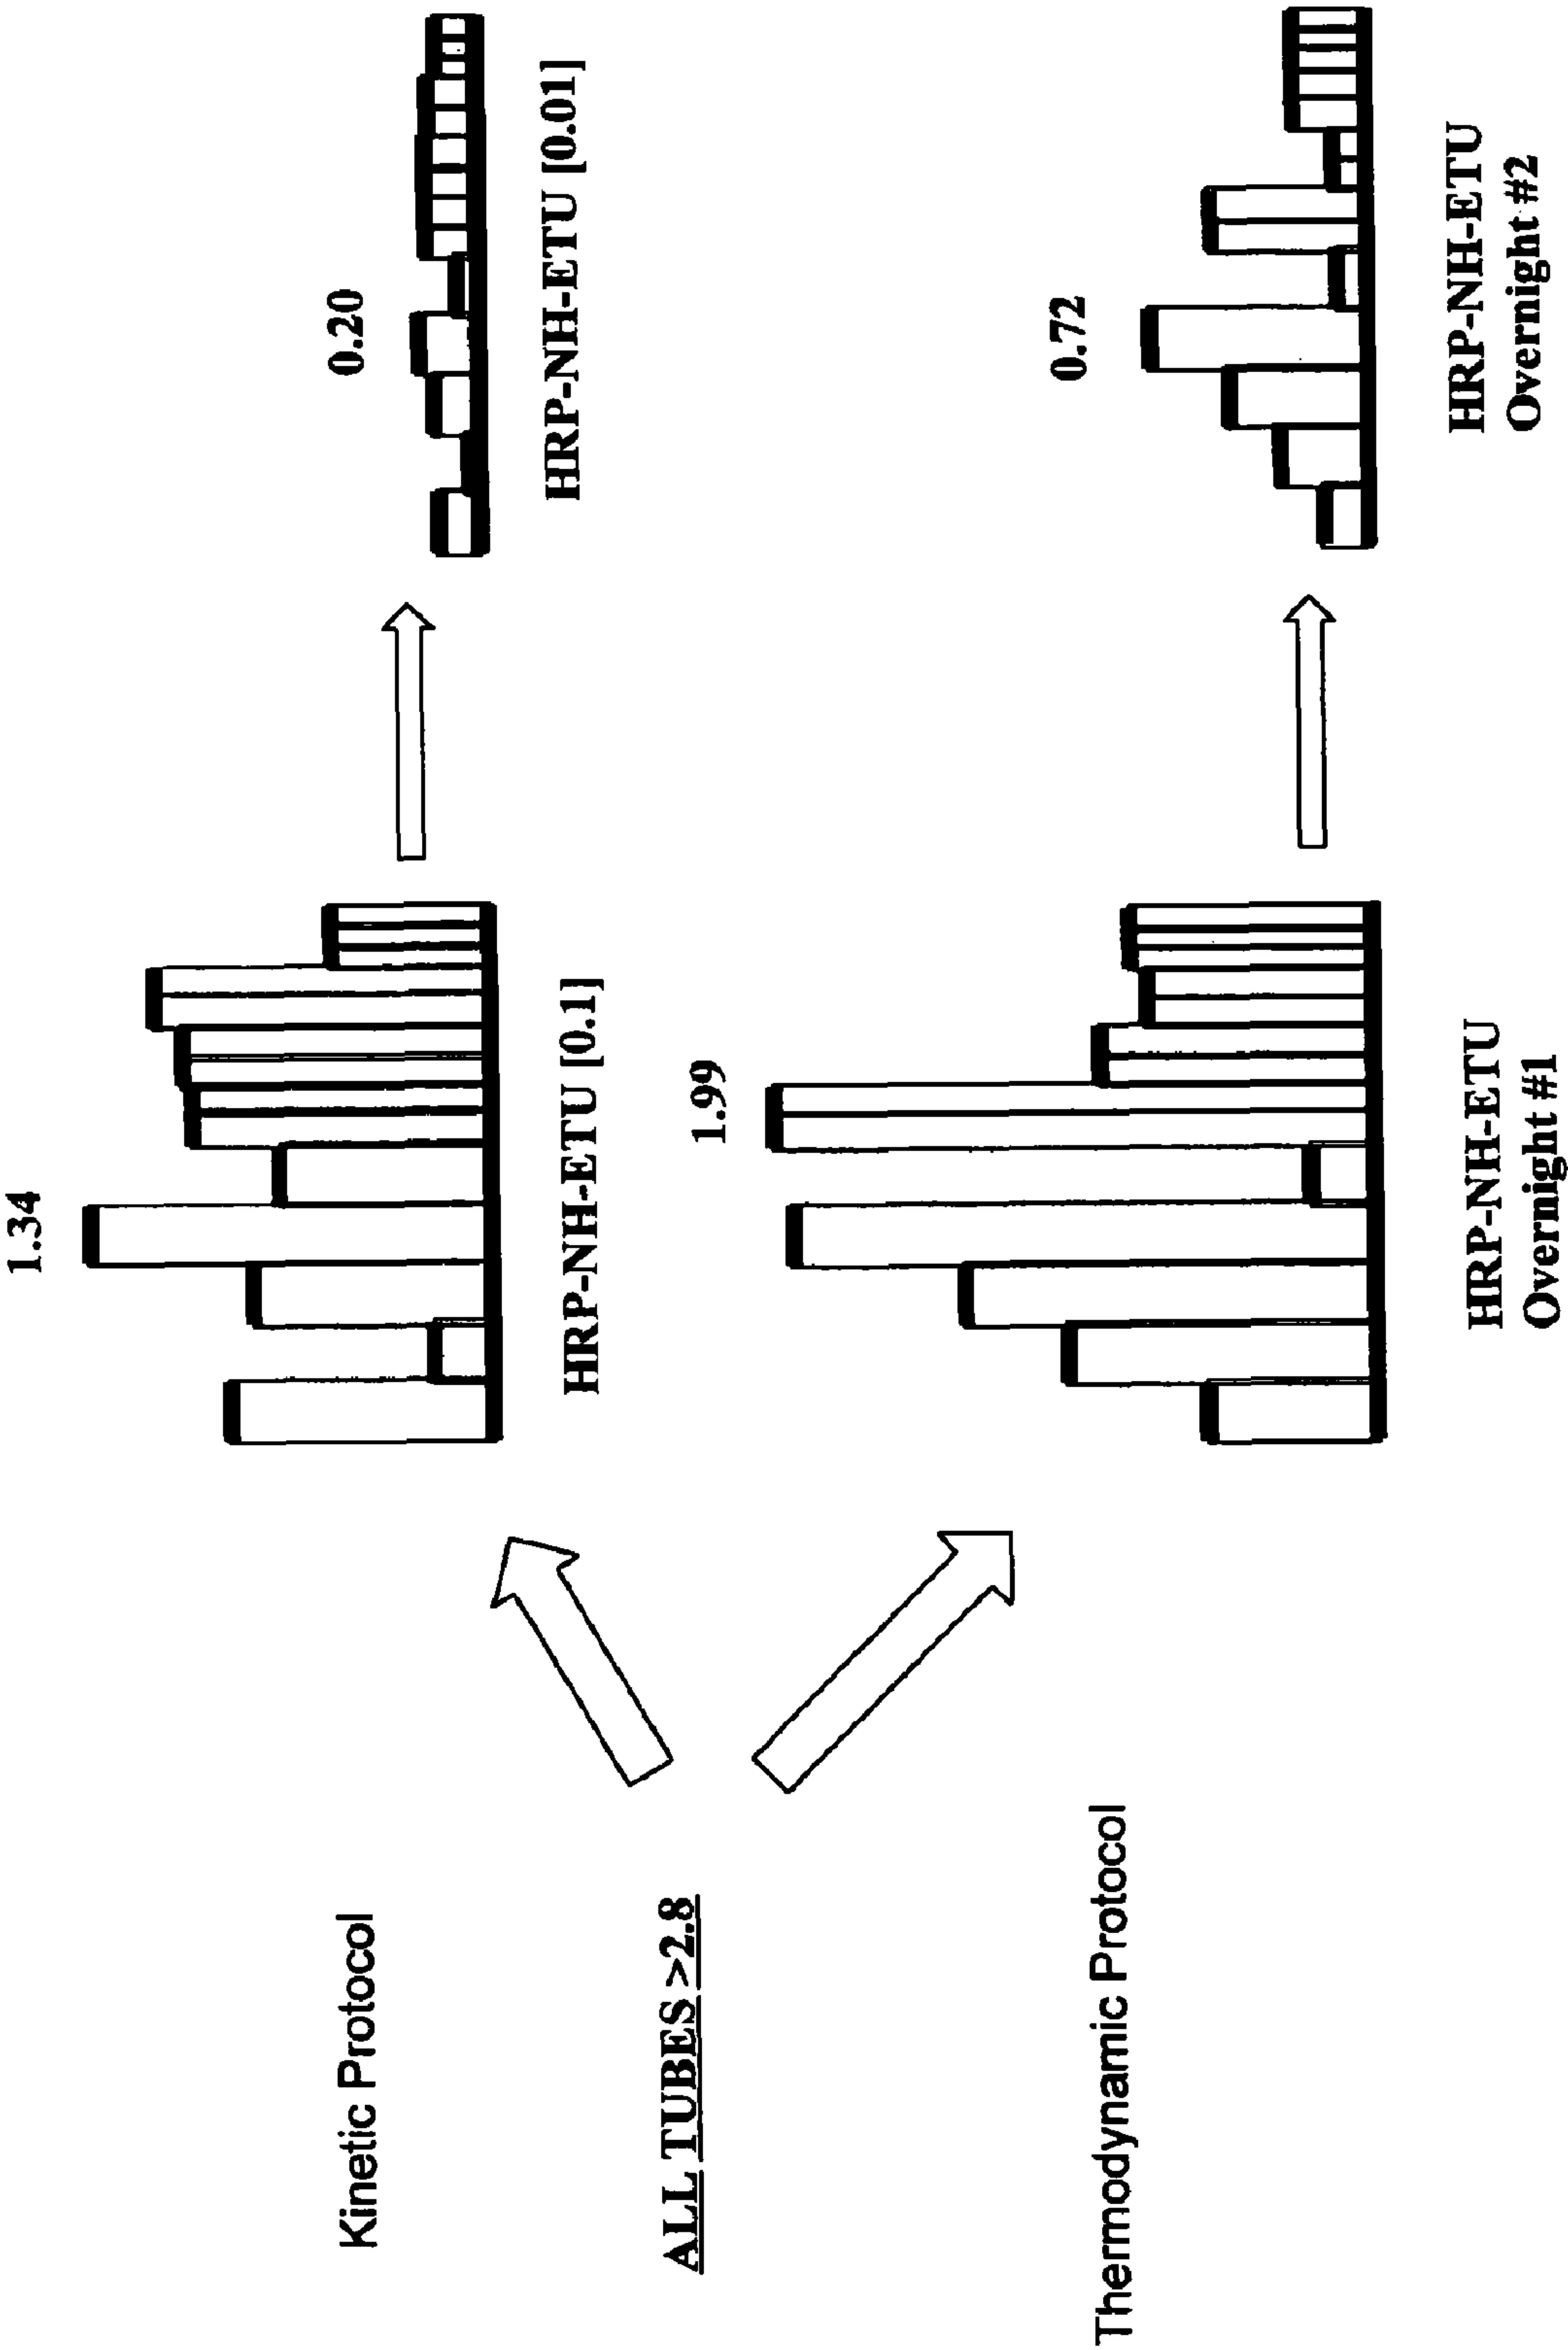 Kinetic Protocol
ALL TUBES >2.8
Thermodynamic Protocol
1.34
HRP-NH-ETU [0.1]
0.20
HRP-NH-ETU [0.01]
1.99
HRP-NH-ETU
Overnight #1
0.72
HRP-NH-ETU
Overnight #2